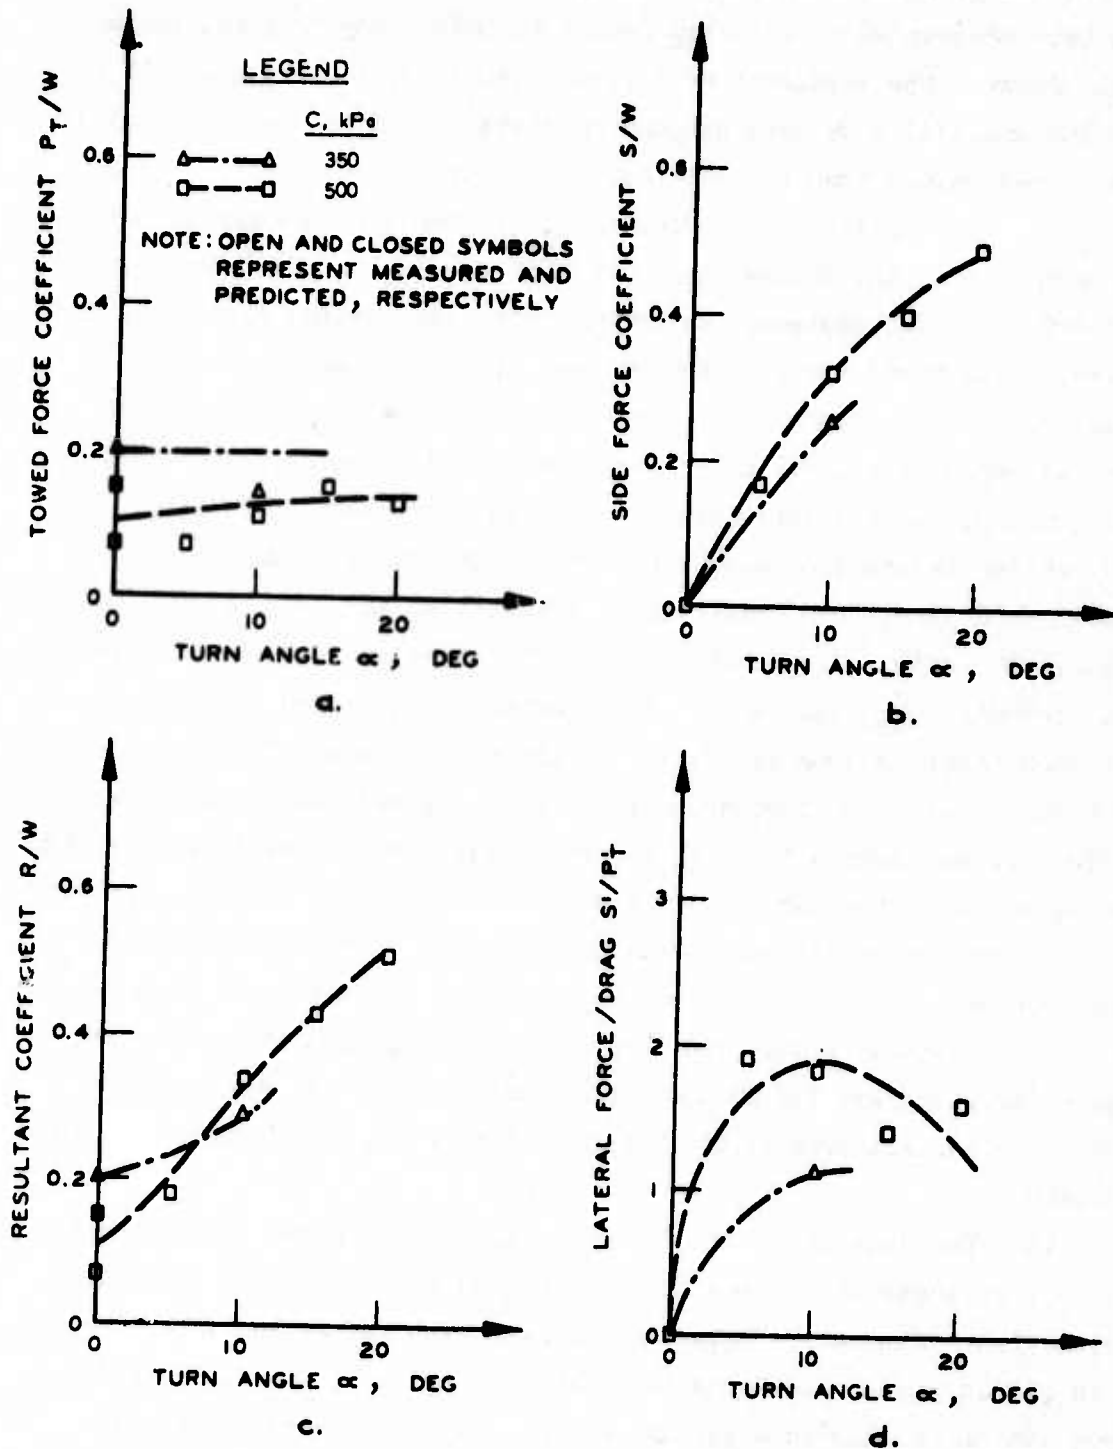 LEGEND
C, kPa
350
500
NOTE: OPEN AND CLOSED SYMBOLS
REPRESENT MEASURED AND
PREDICTED, RESPECTIVELY
TOWED FORCE COEFFICIENT P_T/W
0.6
0.4
0.2
0
0 10 20
TURN ANGLE ∝, DEG
a.
SIDE FORCE COEFFICIENT S/W
0.6
0.4
0.2
0
0 10 20
TURN ANGLE ∝, DEG
b.
RESULTANT COEFFICIENT R/W
0.6
0.4
0.2
0
0 10 20
TURN ANGLE ∝, DEG
c.
LATERAL FORCE/DRAG S'/P'_T
3
2
1
0
0 10 20
TURN ANGLE ∝, DEG
d.